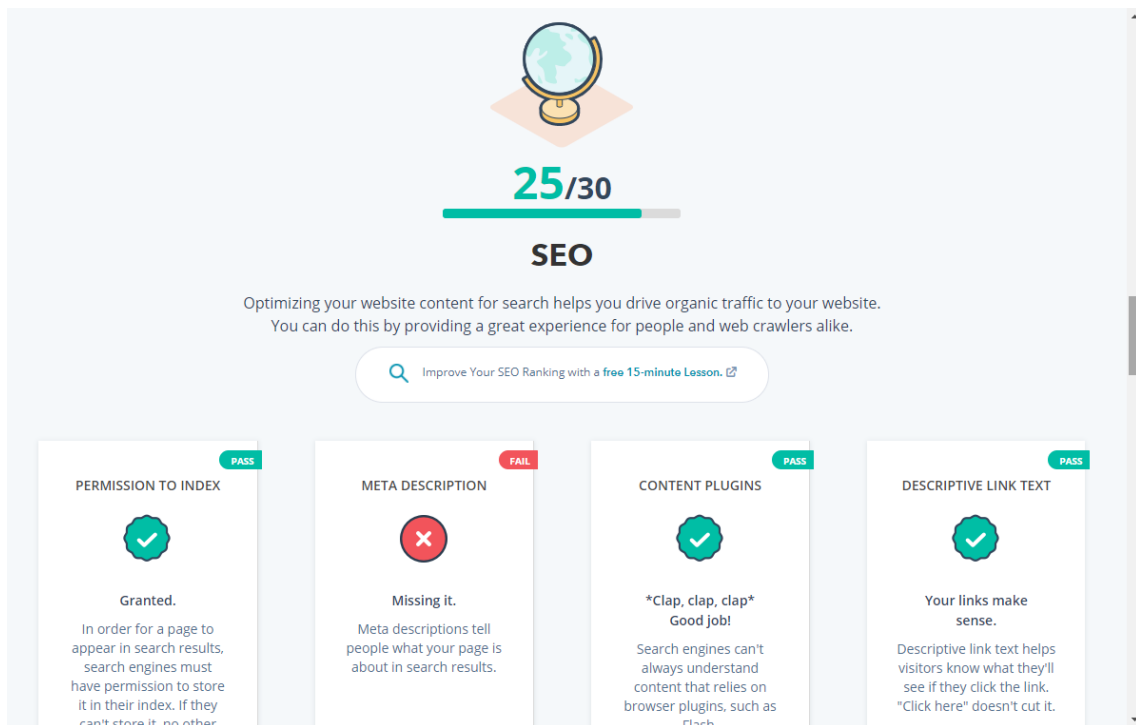 25/30
SEO
Optimizing your website content for search helps you drive organic traffic to your website.
You can do this by providing a great experience for people and web crawlers alike.
Improve Your SEO Ranking with a free 15-minute Lesson.
PASS
PERMISSION TO INDEX
Granted.
In order for a page to
appear in search results,
search engines must
have permission to store
it in their index. If they
can't store it, no other
FAIL
META DESCRIPTION
Missing it.
Meta descriptions tell
people what your page is
about in search results.
PASS
CONTENT PLUGINS
*Clap, clap, clap*
Good job!
Search engines can't
always understand
content that relies on
browser plugins, such as
Flash.
PASS
DESCRIPTIVE LINK TEXT
Your links make
sense.
Descriptive link text helps
visitors know what they'll
see if they click the link.
"Click here" doesn't cut it.